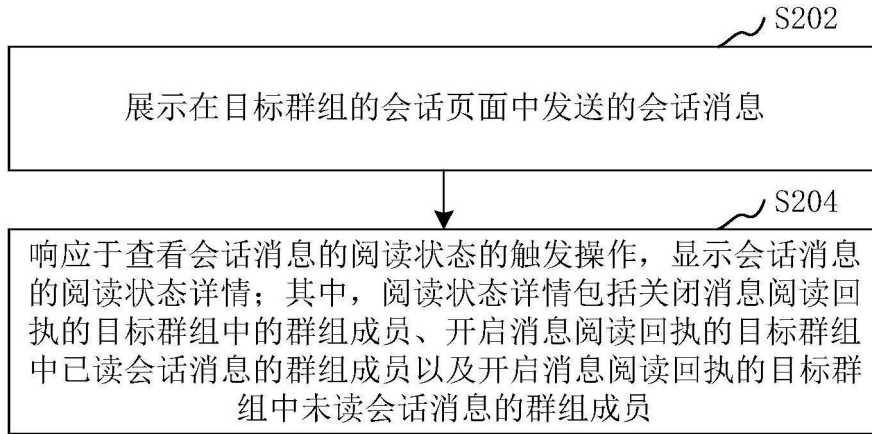 S202
展示在目标群组的会话页面中发送的会话消息
S204
响应于查看会话消息的阅读状态的触发操作，显示会话消息
的阅读状态详情；其中，阅读状态详情包括关闭消息阅读回
执的目标群组中的群组成员、开启消息阅读回执的目标群组
中已读会话消息的群组成员以及开启消息阅读回执的目标群
组中未读会话消息的群组成员